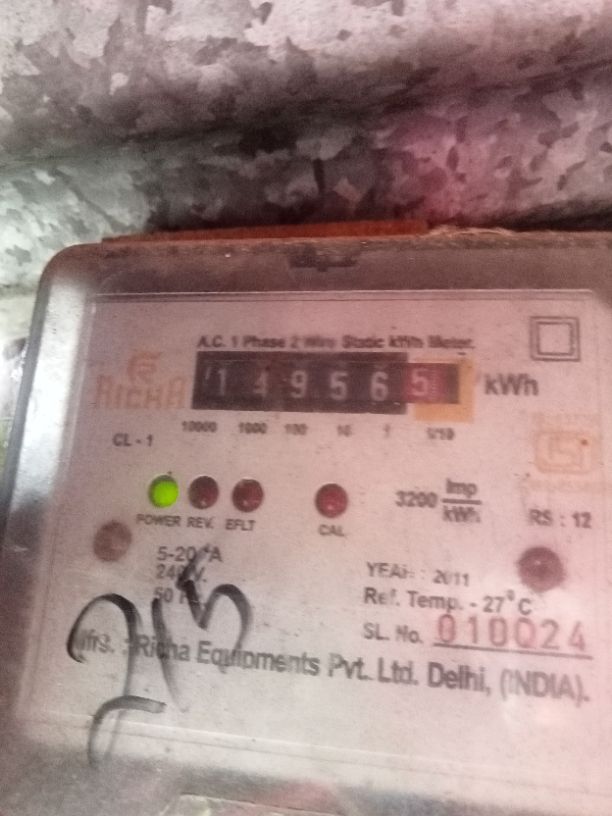 A.C. 1 Phase 2 Wire Static kWh Meter.
RICHA
1 4 9 5 6 5 kWh
10000 1000 100 10 1 1/10
CL - 1
3200 Imp/kWh
POWER REV. EFLT CAL
RS : 12
5-20 A
240 V.
50
YEAR : 2011
Ref. Temp. - 27°C
SL. No. 010024
Mfrs. : Richa Equipments Pvt. Ltd. Delhi, (INDIA).